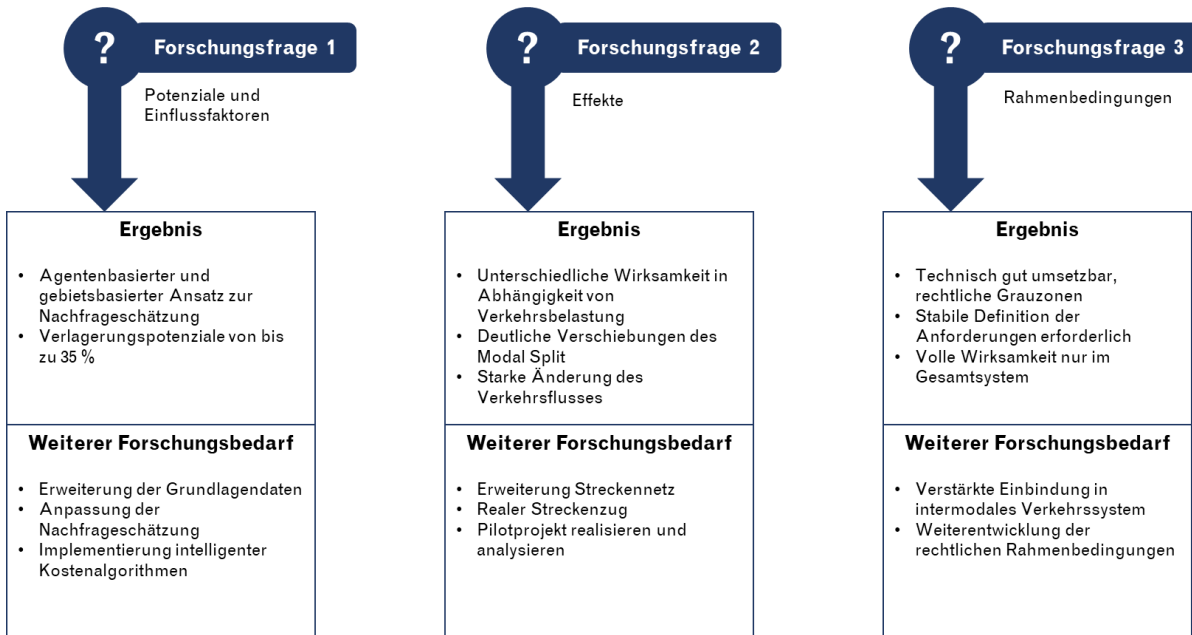 ?
Forschungsfrage 1
Potenziale und
Einflussfaktoren
Ergebnis
• Agentenbasierter und
gebietsbasierter Ansatz zur
Nachfrageschätzung
• Verlagerungspotenziale von bis
zu 35 %
Weiterer Forschungsbedarf
• Erweiterung der Grundlagendaten
• Anpassung der
Nachfrageschätzung
• Implementierung intelligenter
Kostenalgorithmen
?
Forschungsfrage 2
Effekte
Ergebnis
• Unterschiedliche Wirksamkeit in
Abhängigkeit von
Verkehrsbelastung
• Deutliche Verschiebungen des
Modal Split
• Starke Änderung des
Verkehrsflusses
Weiterer Forschungsbedarf
• Erweiterung Streckennetz
• Realer Streckenzug
• Pilotprojekt realisieren und
analysieren
?
Forschungsfrage 3
Rahmenbedingungen
Ergebnis
• Technisch gut umsetzbar,
rechtliche Grauzonen
• Stabile Definition der
Anforderungen erforderlich
• Volle Wirksamkeit nur im
Gesamtsystem
Weiterer Forschungsbedarf
• Verstärkte Einbindung in
intermodales Verkehrssystem
• Weiterentwicklung der
rechtlichen Rahmenbedingungen